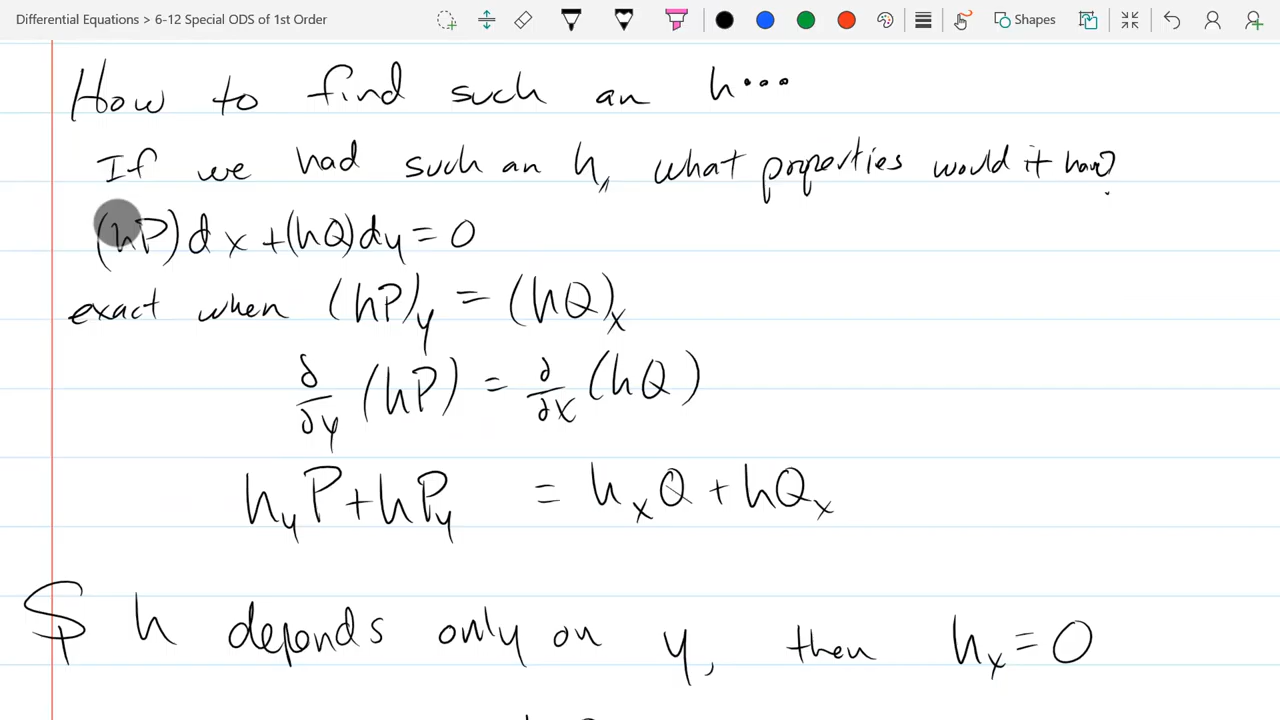 Differential Equations > 6-12 Special ODS of 1st Order
Shapes
How to find such an h...
If we had such an h, what properties would it have?
(hP)dx+(hQ)dy=0
exact when (hP)y = (hQ)x
∂/∂y (hP) = ∂/∂x (hQ)
hyP+hPy = hxQ+hQx
h depends only on y, then hx=0